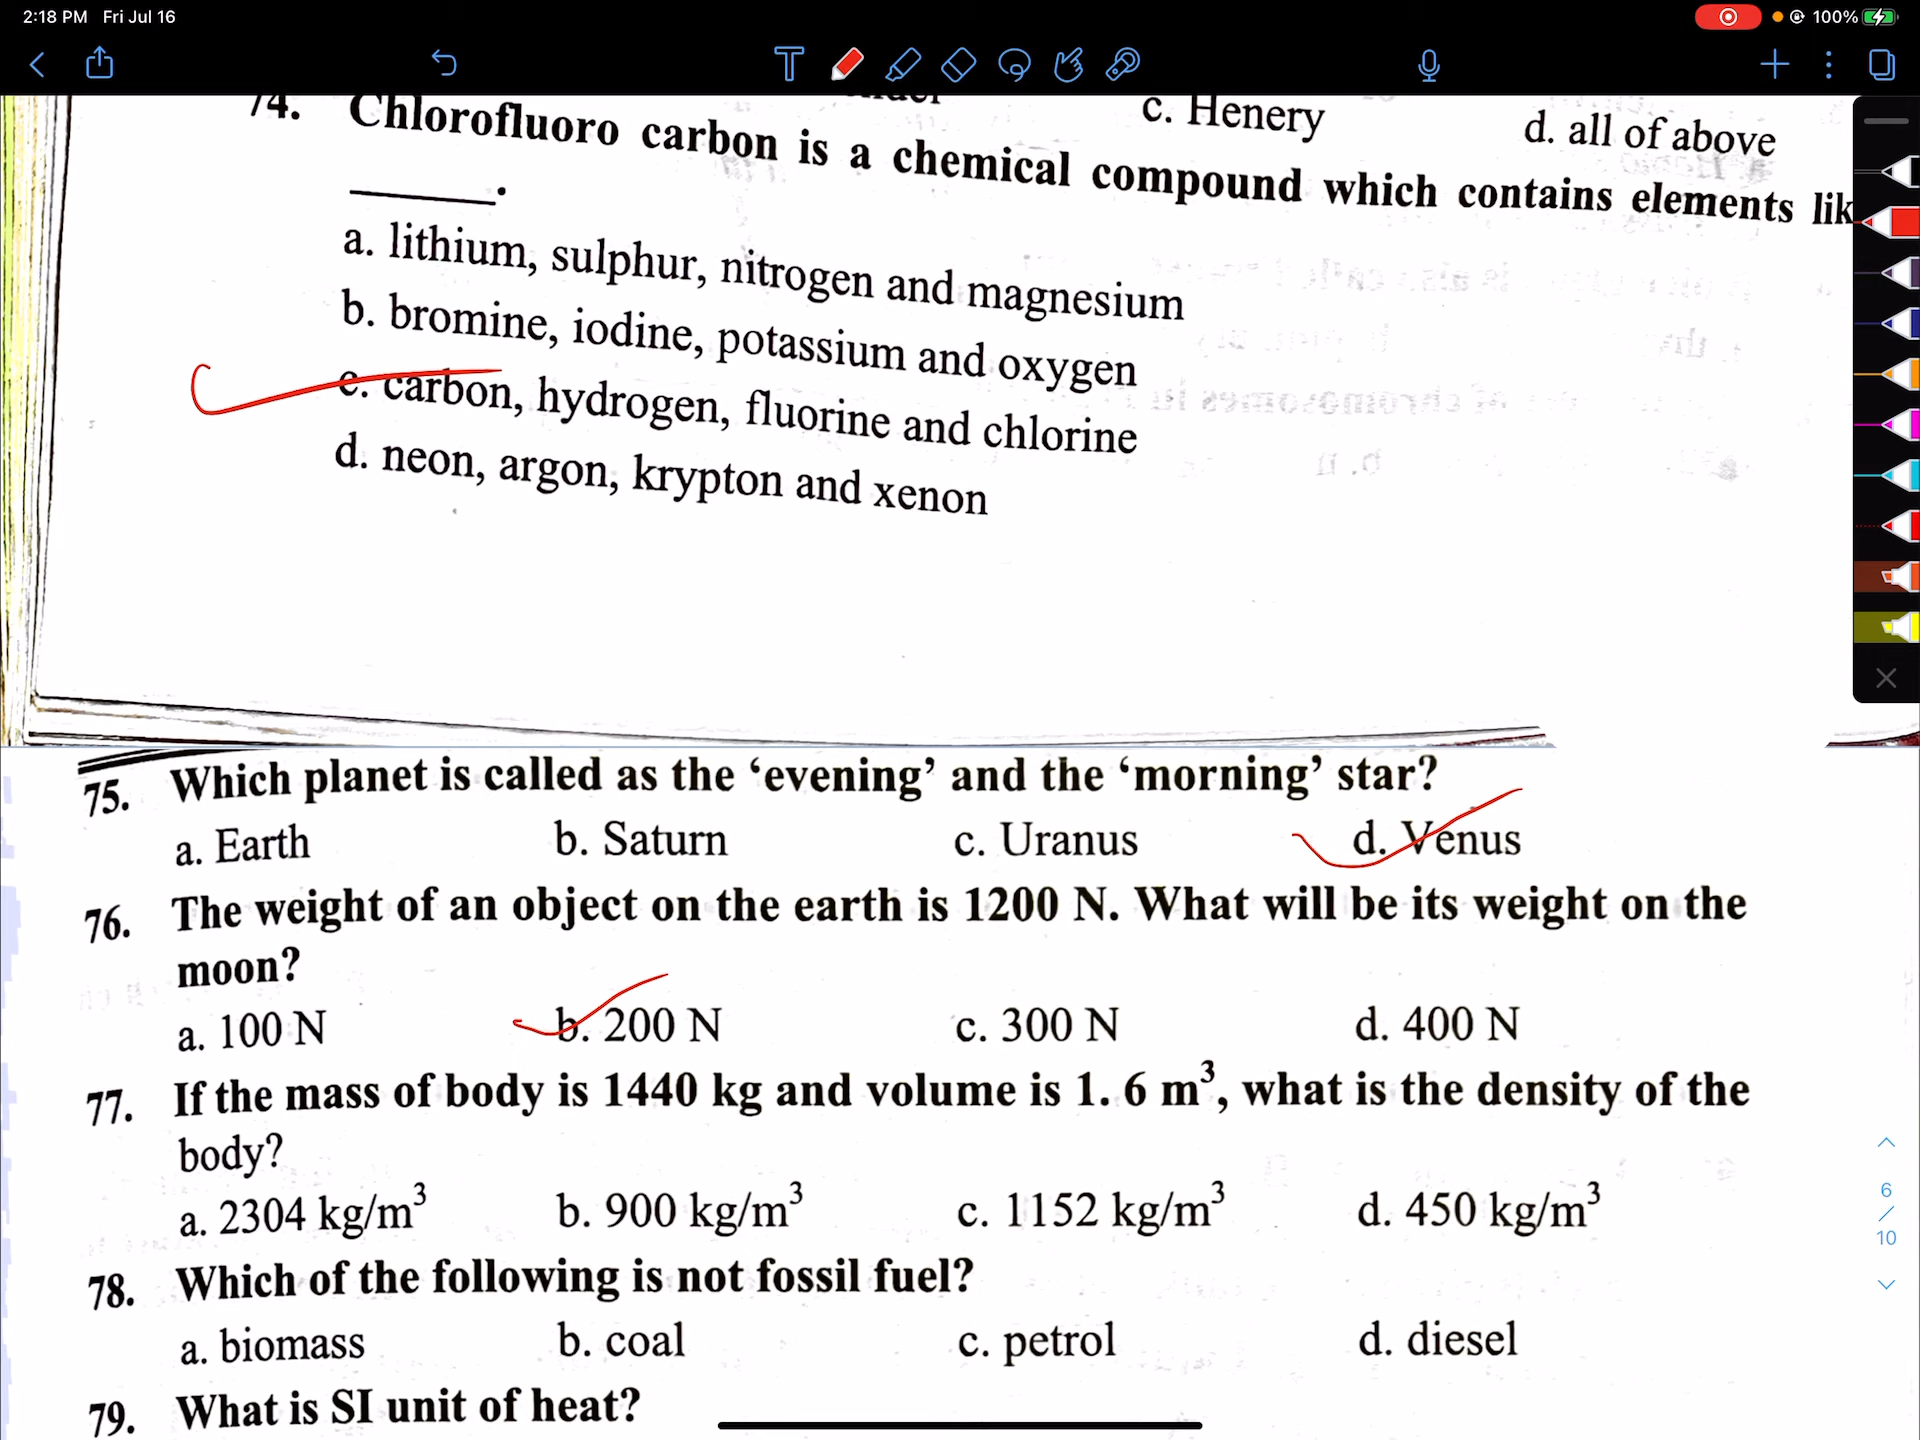 2:18 PM Fri Jul 16
100%
c. Henery
d. all of above
74. Chlorofluoro carbon is a chemical compound which contains elements lik
_____.
a. lithium, sulphur, nitrogen and magnesium
b. bromine, iodine, potassium and oxygen
c. carbon, hydrogen, fluorine and chlorine
d. neon, argon, krypton and xenon
75. Which planet is called as the ‘evening’ and the ‘morning’ star?
a. Earth b. Saturn c. Uranus d. Venus
76. The weight of an object on the earth is 1200 N. What will be its weight on the
moon?
a. 100 N b. 200 N c. 300 N d. 400 N
77. If the mass of body is 1440 kg and volume is 1. 6 m³, what is the density of the
body?
a. 2304 kg/m³ b. 900 kg/m³ c. 1152 kg/m³ d. 450 kg/m³
78. Which of the following is not fossil fuel?
a. biomass b. coal c. petrol d. diesel
79. What is SI unit of heat?
6
/
10